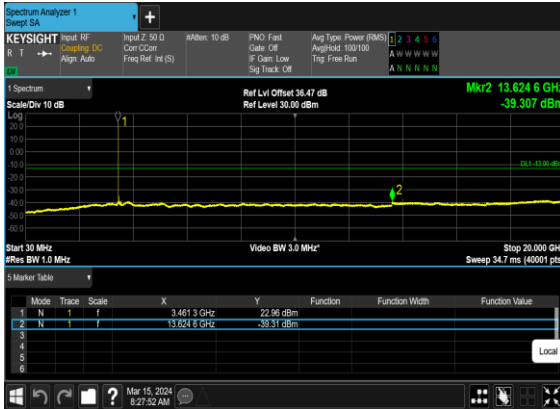 Spectrum Analyzer 1
Swept SA
+
KEYSIGHT Input: RF Input Z: 50 Ω #Atten: 10 dB PNO: Fast Avg Type: Power (RMS) 1 2 3 4 5 6
R T Coupling: DC Corr CCorr Gate: Off Avg|Hold: 100/100 A W W W W W
Align: Auto Freq Ref: Int (S) IF Gain: Low Trig: Free Run
Sig Track: Off A N N N N N
1 Spectrum Ref Lvl Offset 36.47 dB Mkr2 13.624 6 GHz
Scale/Div 10 dB Ref Level 30.00 dBm -39.307 dBm
Log
20.0
10.0
0.00
-10.0
-20.0
-30.0
-40.0
-50.0
-60.0
1
DL1 -13.00 dBm
2
Start 30 MHz Video BW 3.0 MHz* Stop 20.000 GH
#Res BW 1.0 MHz Sweep 34.7 ms (40001 pts
5 Marker Table
Mode Trace Scale X Y Function Function Width Function Value
1 N 1 f 3.461 3 GHz 22.96 dBm
2 N 1 f 13.624 6 GHz -39.31 dBm
3
4
5
6
Local
? Mar 15, 2024
8:27:52 AM